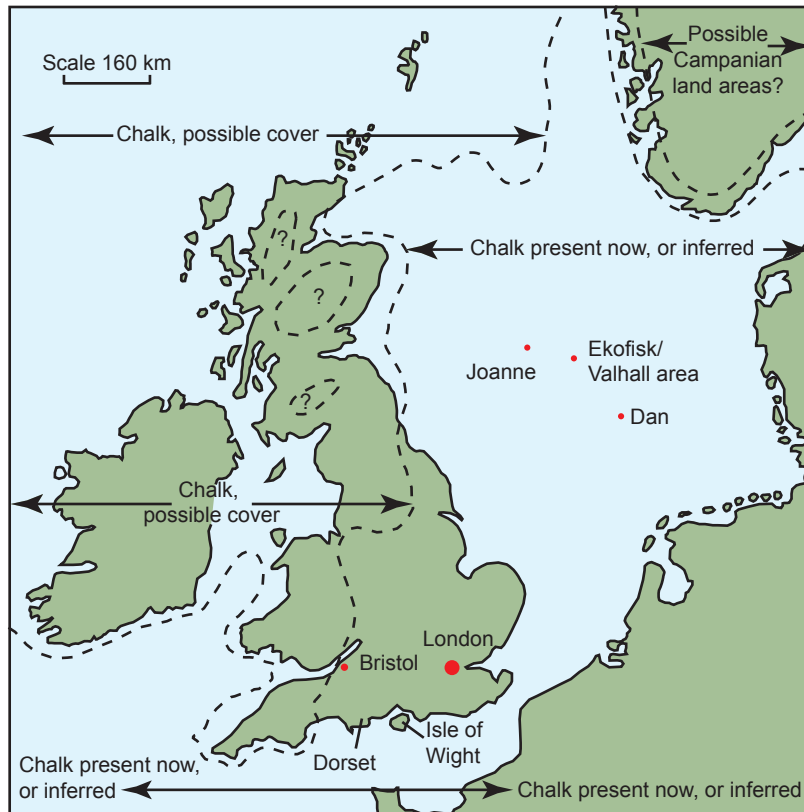 Possible
Campanian
land areas?
Scale 160 km
Chalk, possible cover
?
Chalk present now, or inferred
?
Joanne
Ekofisk/
Valhall area
Dan
?
Chalk,
possible cover
London
Bristol
Isle of
Wight
Dorset
Chalk present now,
or inferred
Chalk present now, or inferred